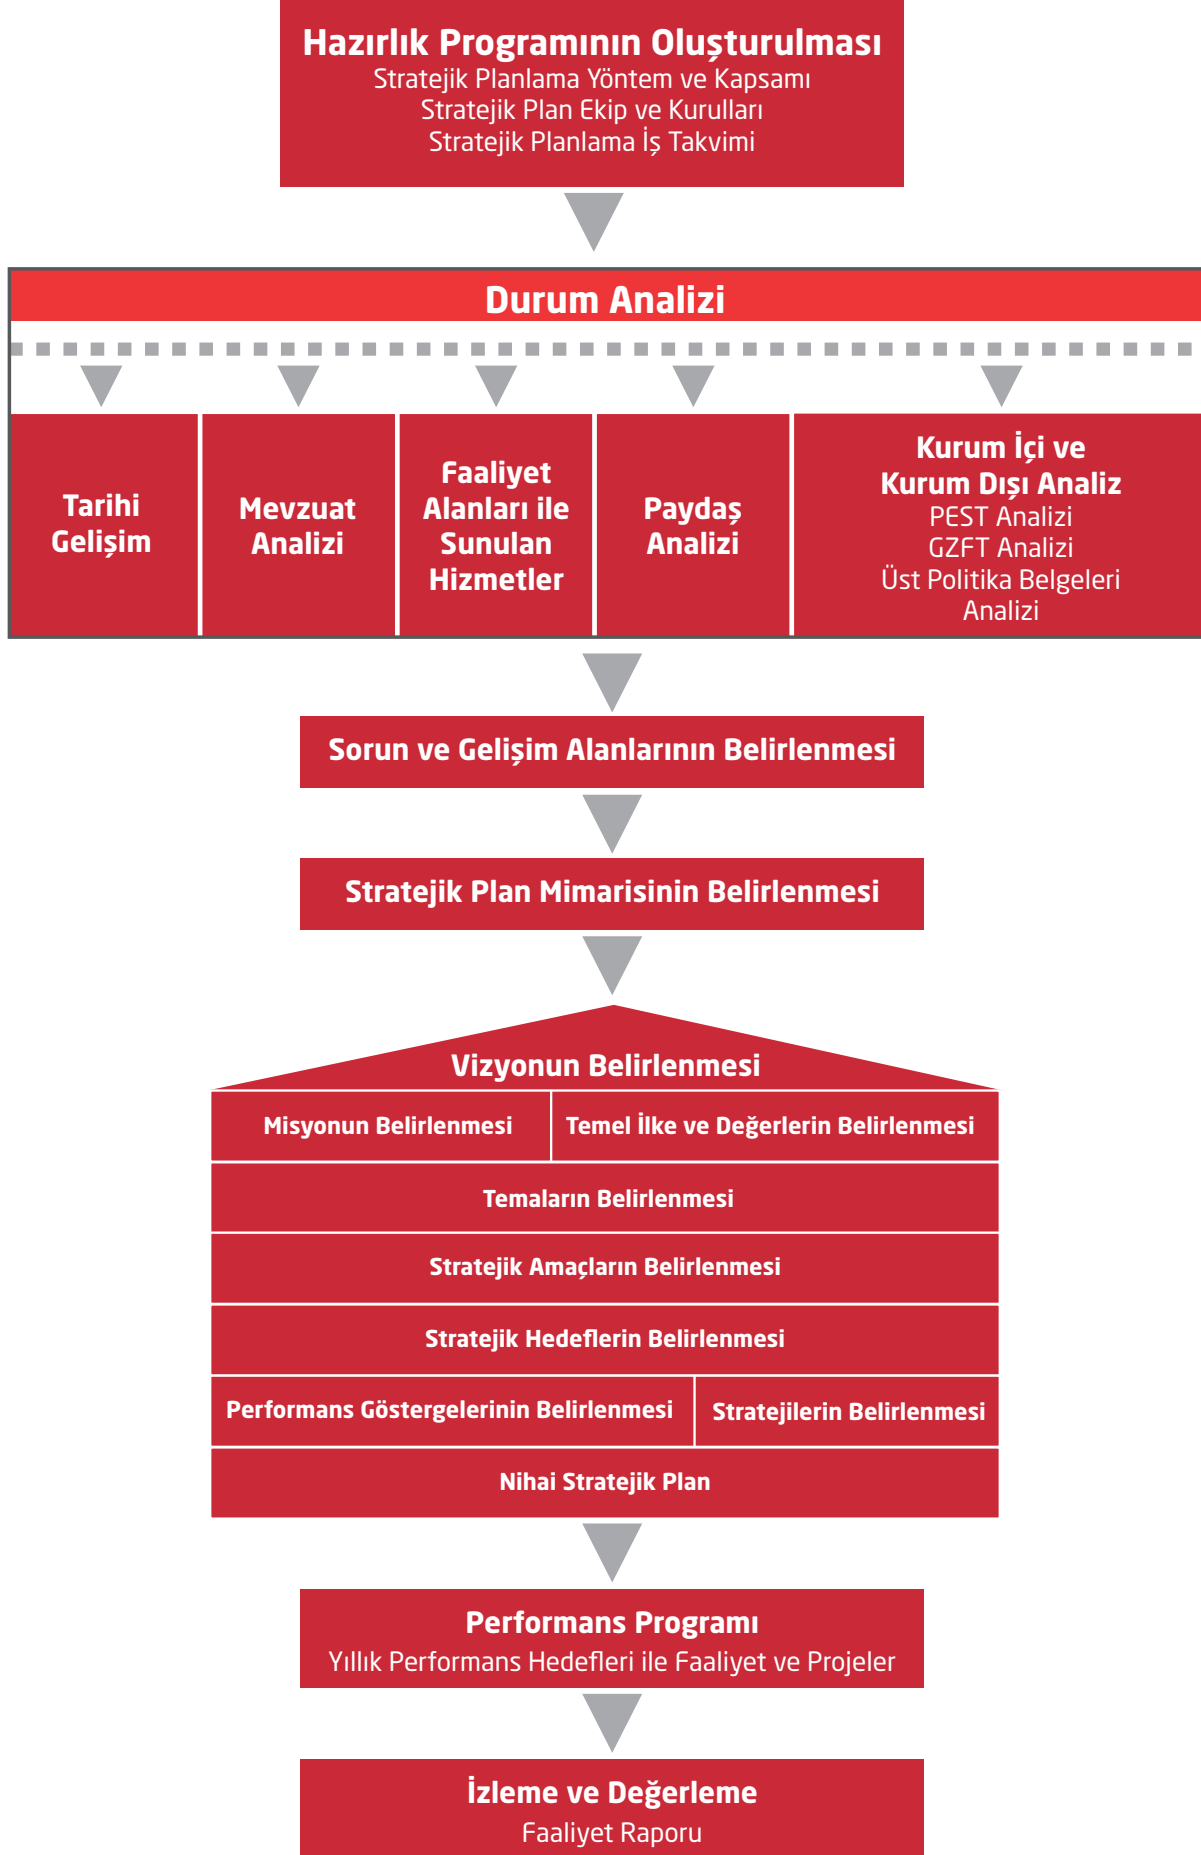 Hazırlık Programının Oluşturulması
Stratejik Planlama Yöntem ve Kapsamı
Stratejik Plan Ekip ve Kurulları
Stratejik Planlama İş Takvimi
Durum Analizi
Tarihi
Gelişim
Mevzuat
Analizi
Faaliyet
Alanları ile
Sunulan
Hizmetler
Paydaş
Analizi
Kurum İçi ve
Kurum Dışı Analiz
PEST Analizi
GZFT Analizi
Üst Politika Belgeleri
Analizi
Sorun ve Gelişim Alanlarının Belirlenmesi
Stratejik Plan Mimarisinin Belirlenmesi
Vizyonun Belirlenmesi
Misyonun Belirlenmesi
Temel İlke ve Değerlerin Belirlenmesi
Temaların Belirlenmesi
Stratejik Amaçların Belirlenmesi
Stratejik Hedeflerin Belirlenmesi
Performans Göstergelerinin Belirlenmesi
Stratejilerin Belirlenmesi
Nihai Stratejik Plan
Performans Programı
Yıllık Performans Hedefleri ile Faaliyet ve Projeler
İzleme ve Değerleme
Faaliyet Raporu